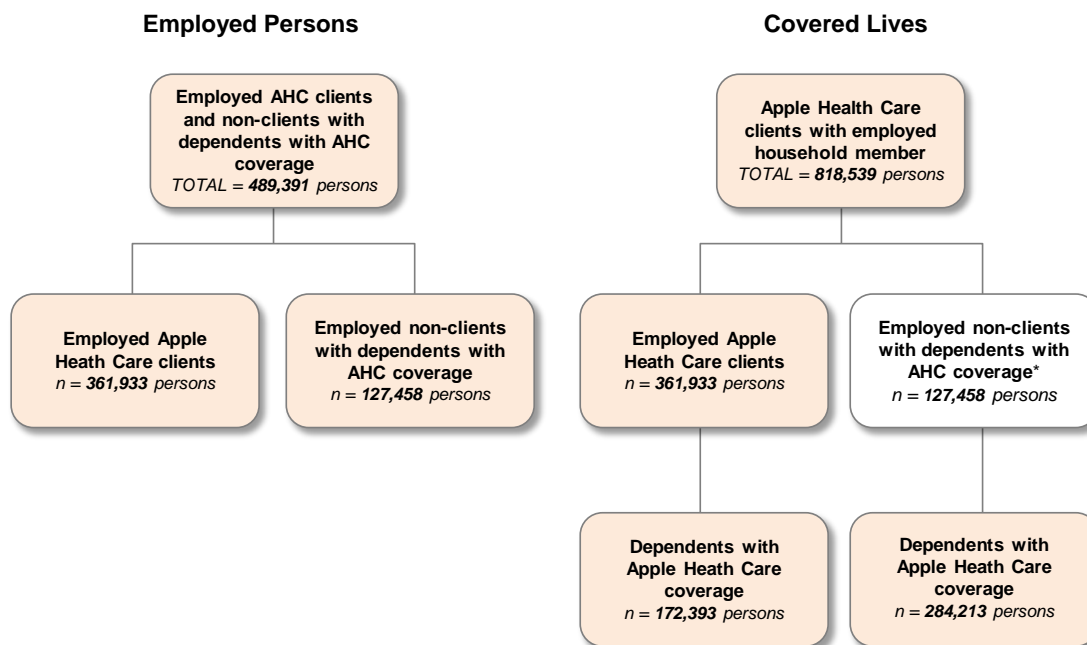 Employed Persons
Employed AHC clients
and non-clients with
dependents with AHC
coverage
TOTAL = 489,391 persons
Employed Apple
Heath Care clients
n = 361,933 persons
Employed non-clients
with dependents with
AHC coverage
n = 127,458 persons
Covered Lives
Apple Health Care
clients with employed
household member
TOTAL = 818,539 persons
Employed Apple
Heath Care clients
n = 361,933 persons
Employed non-clients
with dependents with
AHC coverage*
n = 127,458 persons
Dependents with
Apple Heath Care
coverage
n = 172,393 persons
Dependents with
Apple Heath Care
coverage
n = 284,213 persons